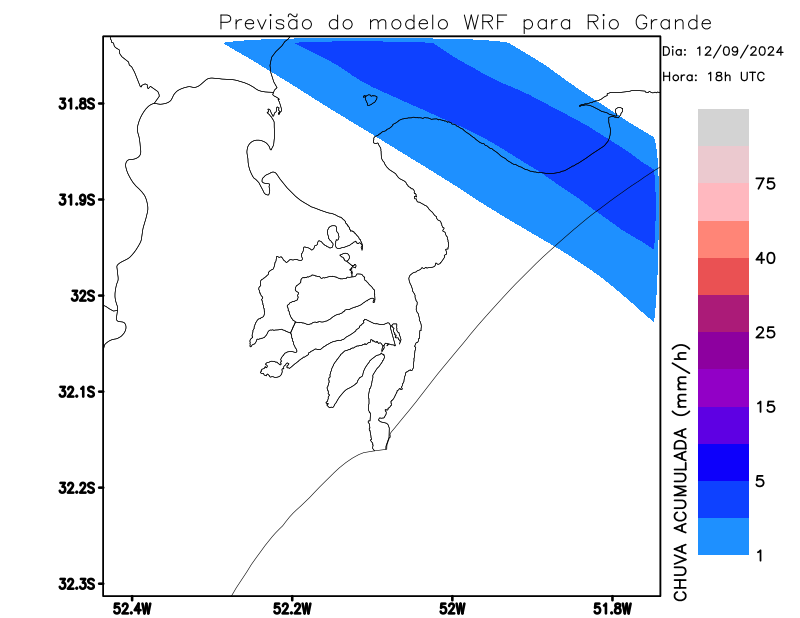 Previsão do modelo WRF para Rio Grande
Dia: 12/09/2024
Hora: 18h UTC
31.8S
31.9S
32S
32.1S
32.2S
32.3S
52.4W
52.2W
52W
51.8W
CHUVA ACUMULADA (mm/h)
75
40
25
15
5
1